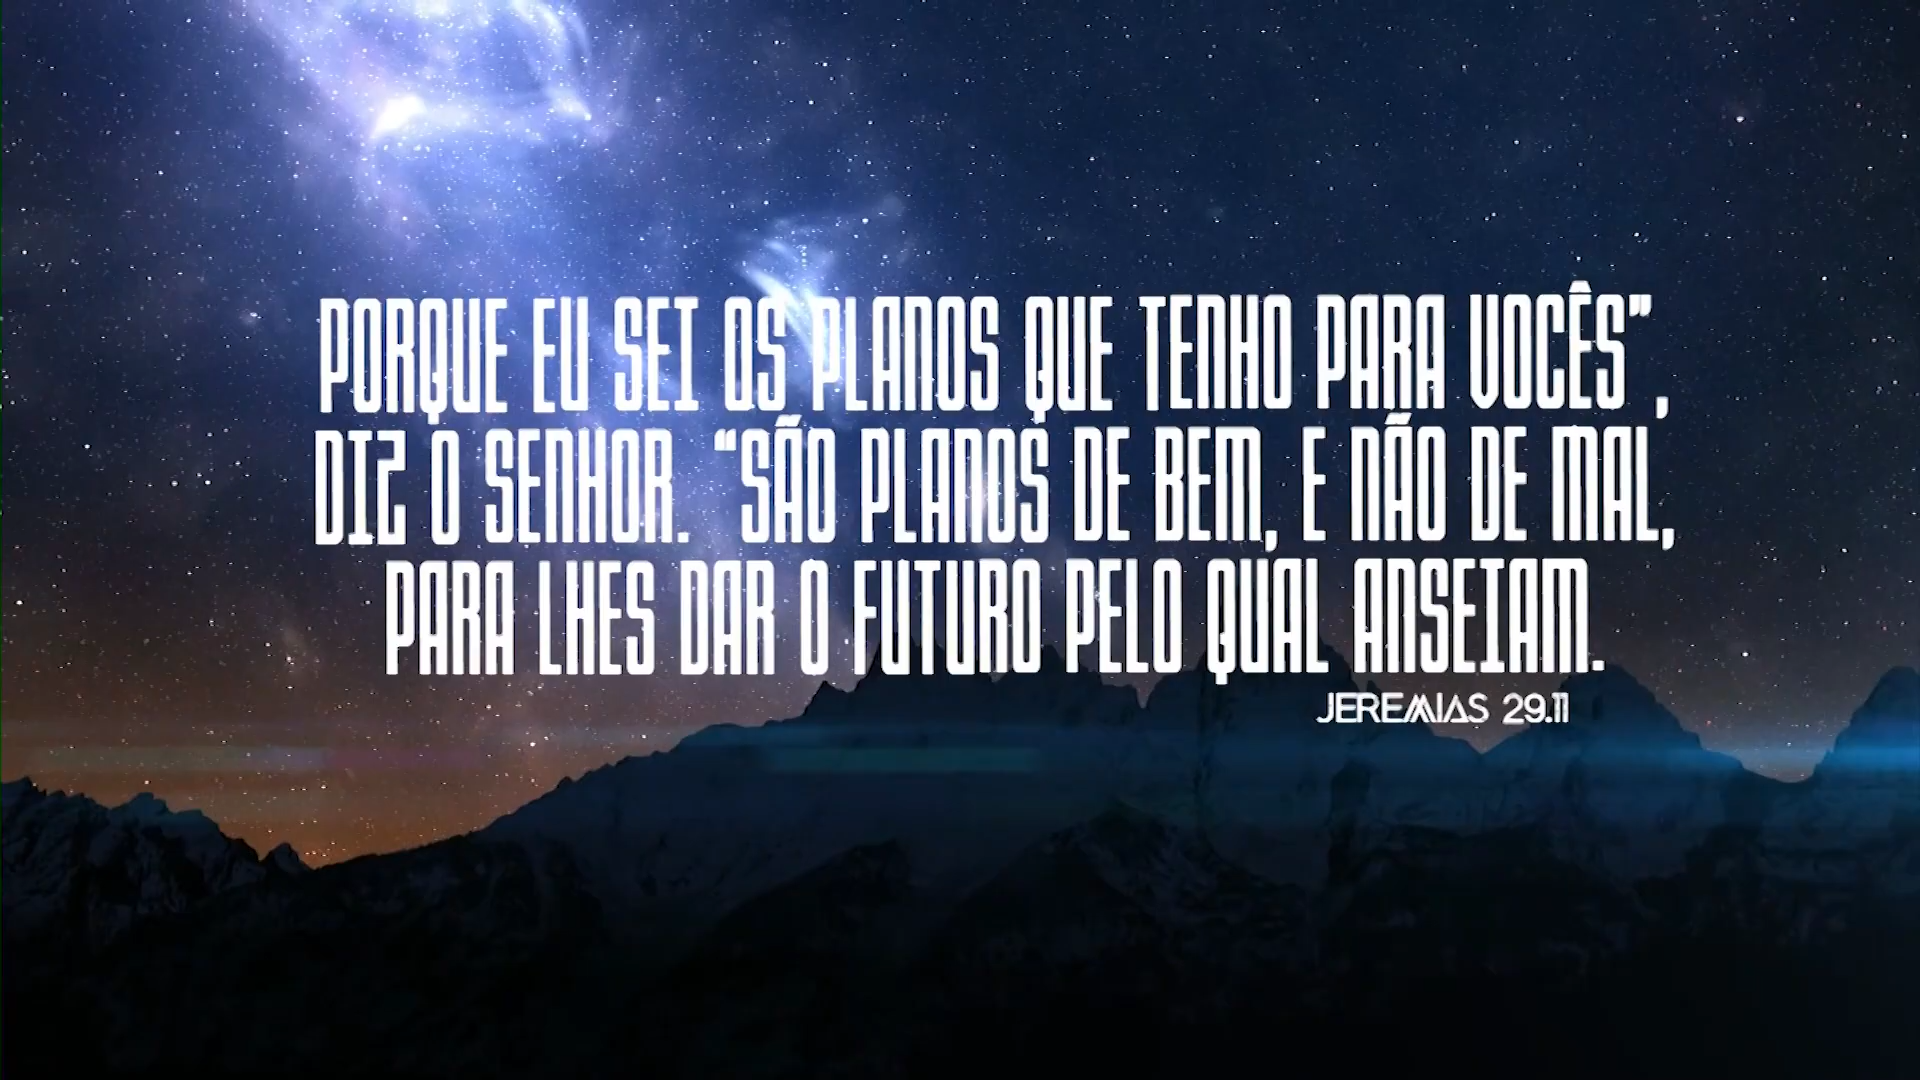 PORQUE EU SEI OS PLANOS QUE TENHO PARA VOCÊS",
DIZ O SENHOR. "SÃO PLANOS DE BEM, E NÃO DE MAL,
PARA LHES DAR O FUTURO PELO QUAL ANSEIAM.
JEREMIAS 29.11